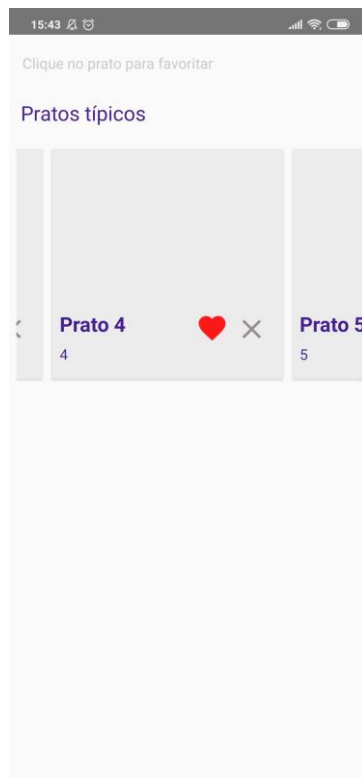 15:43
Clique no prato para favoritar
Pratos típicos
Prato 4
4
Prato 5
5